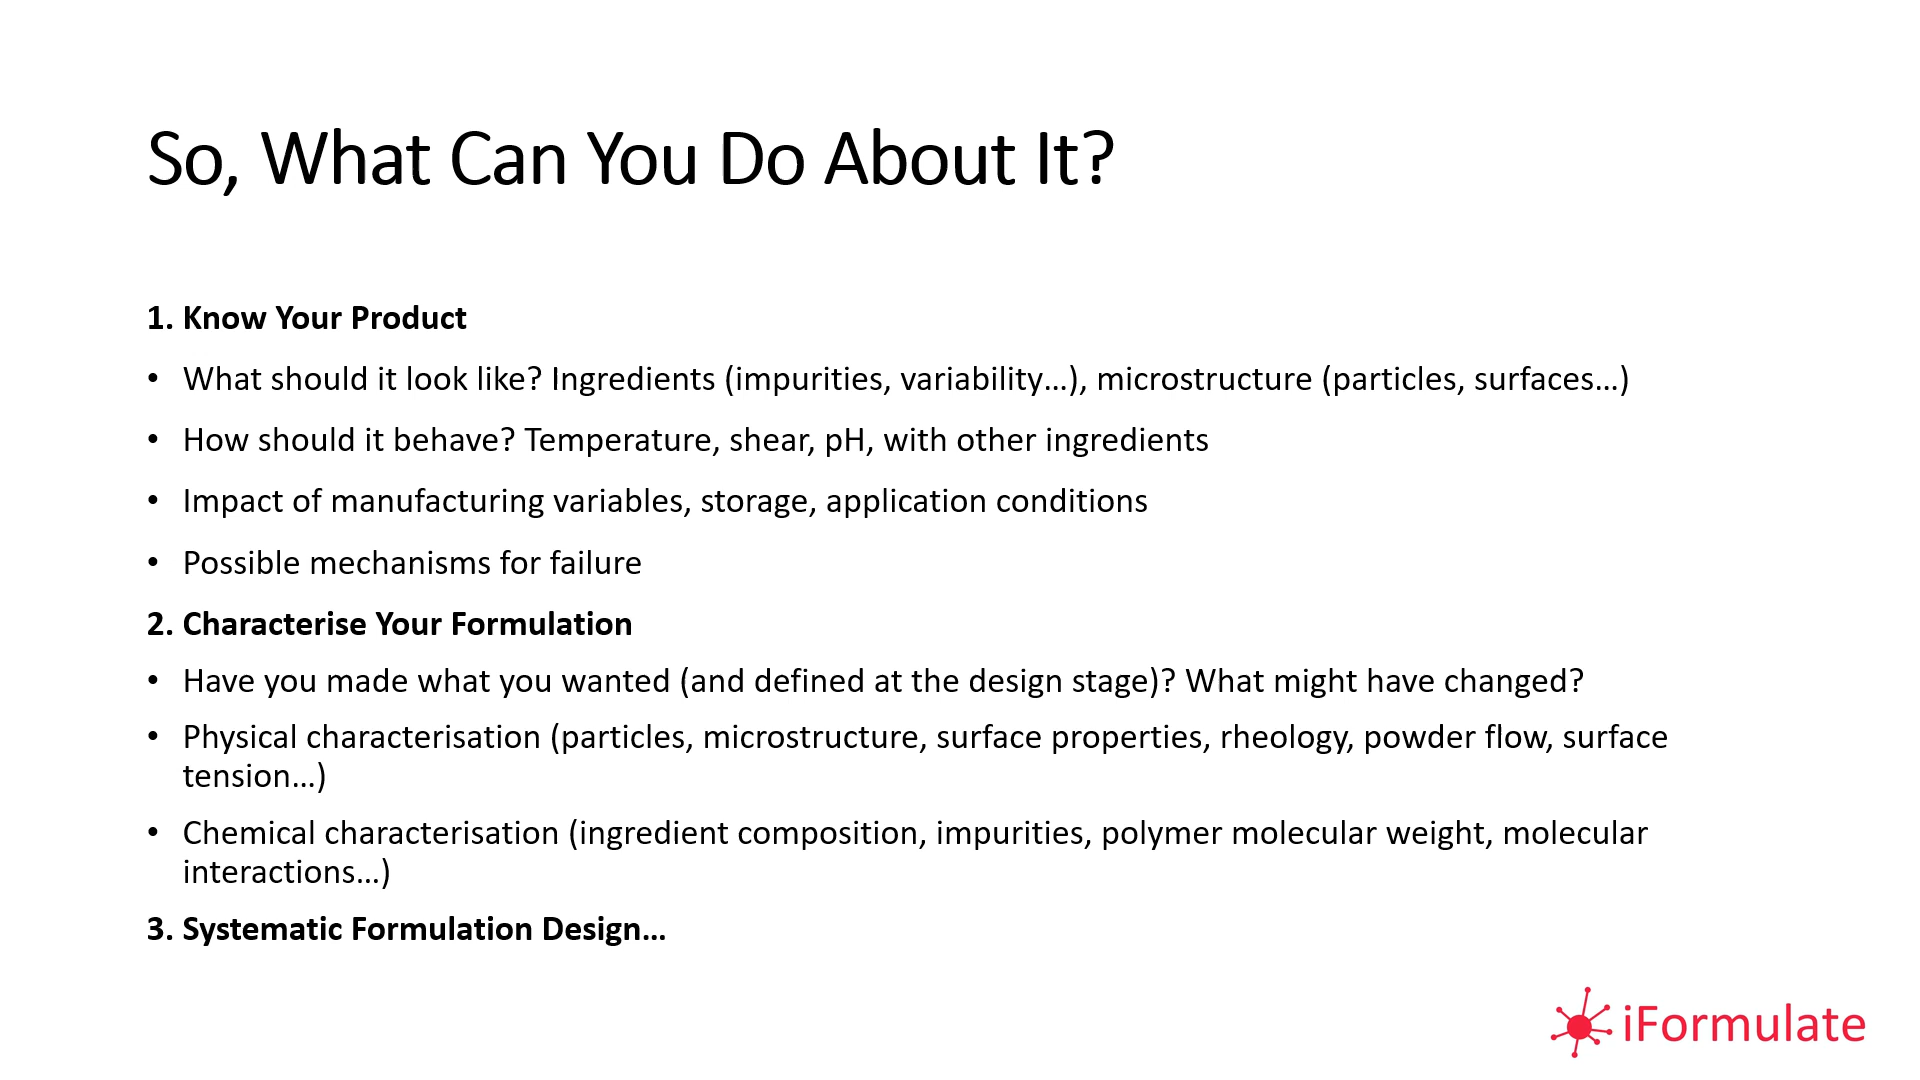 So, What Can You Do About It?
1. Know Your Product
• What should it look like? Ingredients (impurities, variability…), microstructure (particles, surfaces…)
• How should it behave? Temperature, shear, pH, with other ingredients
• Impact of manufacturing variables, storage, application conditions
• Possible mechanisms for failure
2. Characterise Your Formulation
• Have you made what you wanted (and defined at the design stage)? What might have changed?
• Physical characterisation (particles, microstructure, surface properties, rheology, powder flow, surface
tension…)
• Chemical characterisation (ingredient composition, impurities, polymer molecular weight, molecular
interactions…)
3. Systematic Formulation Design…
iFormulate